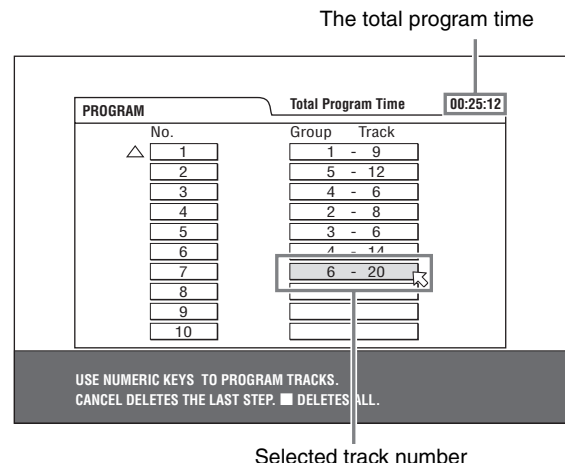 The total program time
PROGRAM
Total Program Time 00:25:12
No. Group Track
1 1 - 9
2 5 - 12
3 4 - 6
4 2 - 8
5 3 - 6
6 4 - 14
7 6 - 20
8
9
10
USE NUMERIC KEYS TO PROGRAM TRACKS.
CANCEL DELETES THE LAST STEP. ■ DELETES ALL.
Selected track number